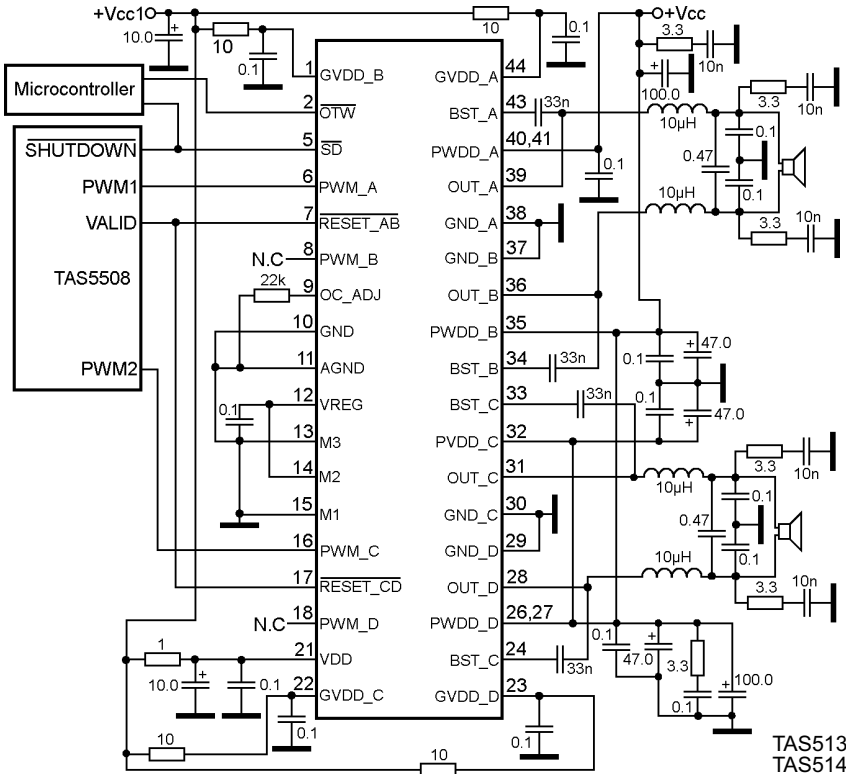 +Vcc1
10.0
+
10
0.1
10
0.1
+Vcc
3.3
10n
+
100.0
Microcontroller
SHUTDOWN
PWM1
VALID
TAS5508
PWM2
N.C
22k
0.1
N.C
1
10.0
+
0.1
10
0.1
1 GVDD_B
2 OTW
5 SD
6 PWM_A
7 RESET_AB
8 PWM_B
9 OC_ADJ
10 GND
11 AGND
12 VREG
13 M3
14 M2
15 M1
16 PWM_C
17 RESET_CD
18 PWM_D
21 VDD
22 GVDD_C
GVDD_A 44
BST_A 43
PWDD_A 40,41
OUT_A 39
GND_A 38
GND_B 37
OUT_B 36
PWDD_B 35
BST_B 34
BST_C 33
PVDD_C 32
OUT_C 31
GND_C 30
GND_D 29
OUT_D 28
PWDD_D 26,27
BST_C 24
GVDD_D 23
33n
10µH
3.3
10n
0.1
0.47
0.1
0.1
10µH
10n
3.3
33n
33n
0.1
+
47.0
0.1
+
47.0
10µH
3.3
10n
0.1
0.47
0.1
10µH
10n
3.3
33n
0.1
47.0
+
3.3
0.1
+
100.0
0.1
10
TAS513
TAS514